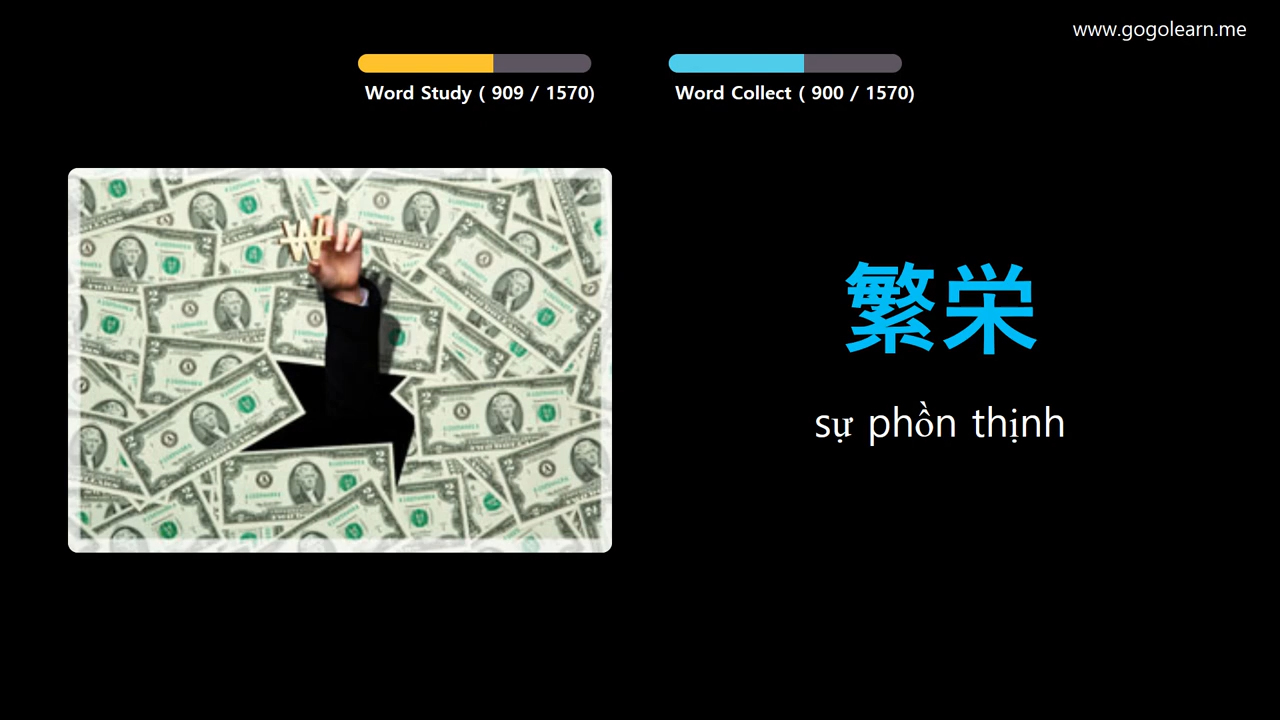 www.gogolearn.me
Word Study ( 909 / 1570)
Word Collect ( 900 / 1570)
繁栄
sự phồn thịnh